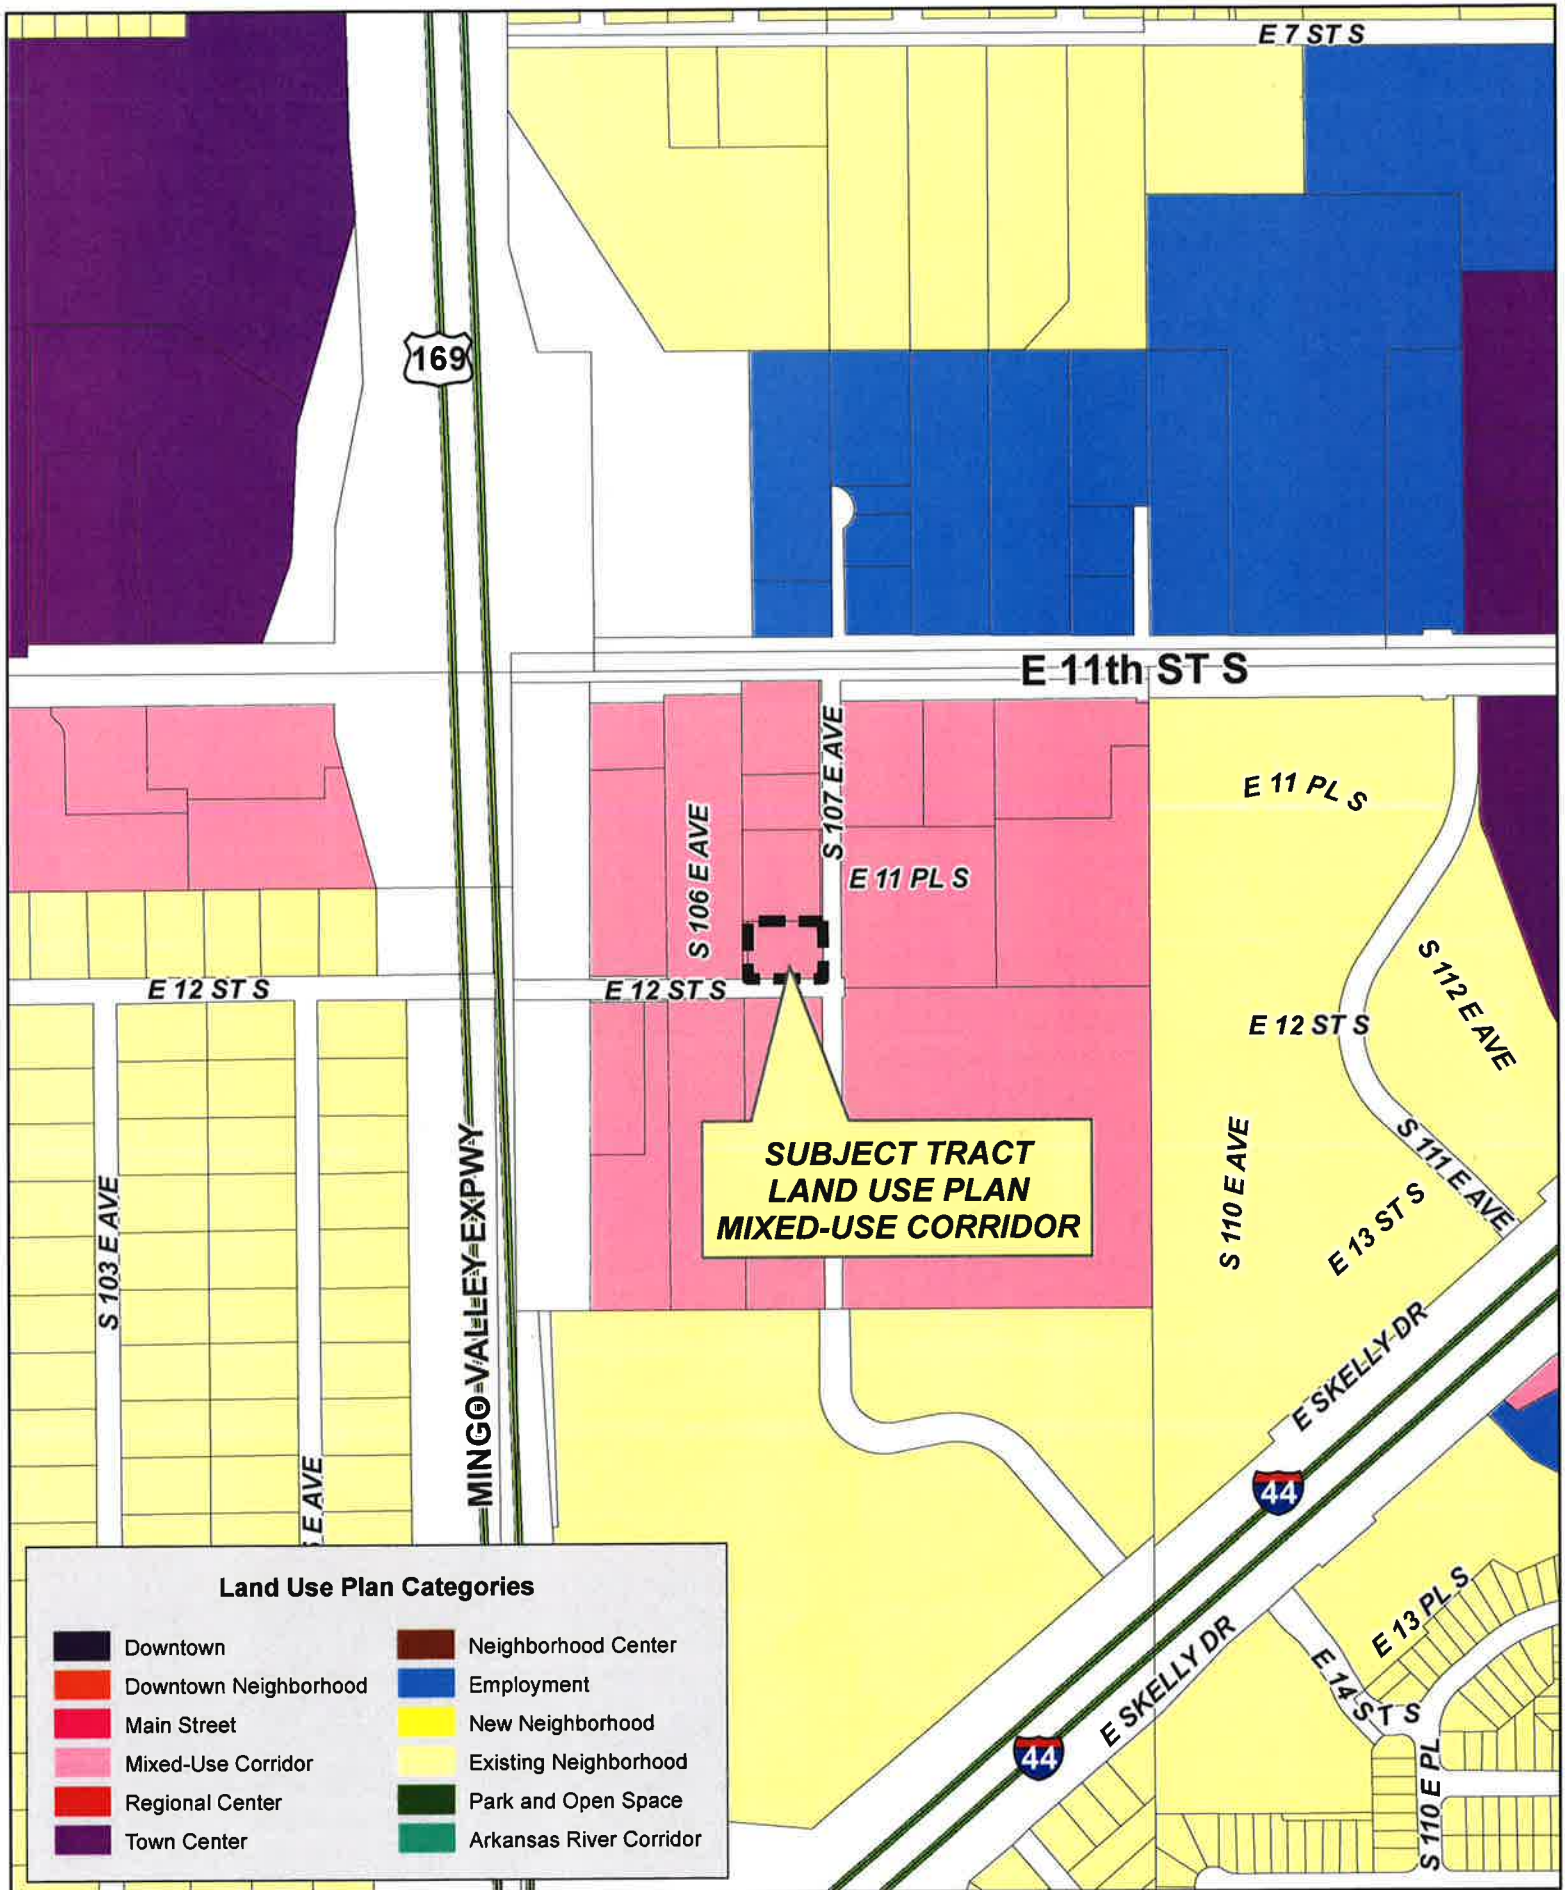 E 7 ST S
169
E 11th ST S
S 107 E AVE
E 11 PL S
S 106 E AVE
E 11 PL S
S 112 E AVE
E 12 ST S
E 12 ST S
E 12 ST S
SUBJECT TRACT
LAND USE PLAN
MIXED-USE CORRIDOR
S 110 E AVE
S 111 E AVE
E 13 ST S
S 103 E AVE
MINGO VALLEY EXPWY
E AVE
E SKELLY DR
44
E 13 PL S
E SKELLY DR
44
E 14 ST S
S 110 E PL
Land Use Plan Categories
Downtown
Downtown Neighborhood
Main Street
Mixed-Use Corridor
Regional Center
Town Center
Neighborhood Center
Employment
New Neighborhood
Existing Neighborhood
Park and Open Space
Arkansas River Corridor